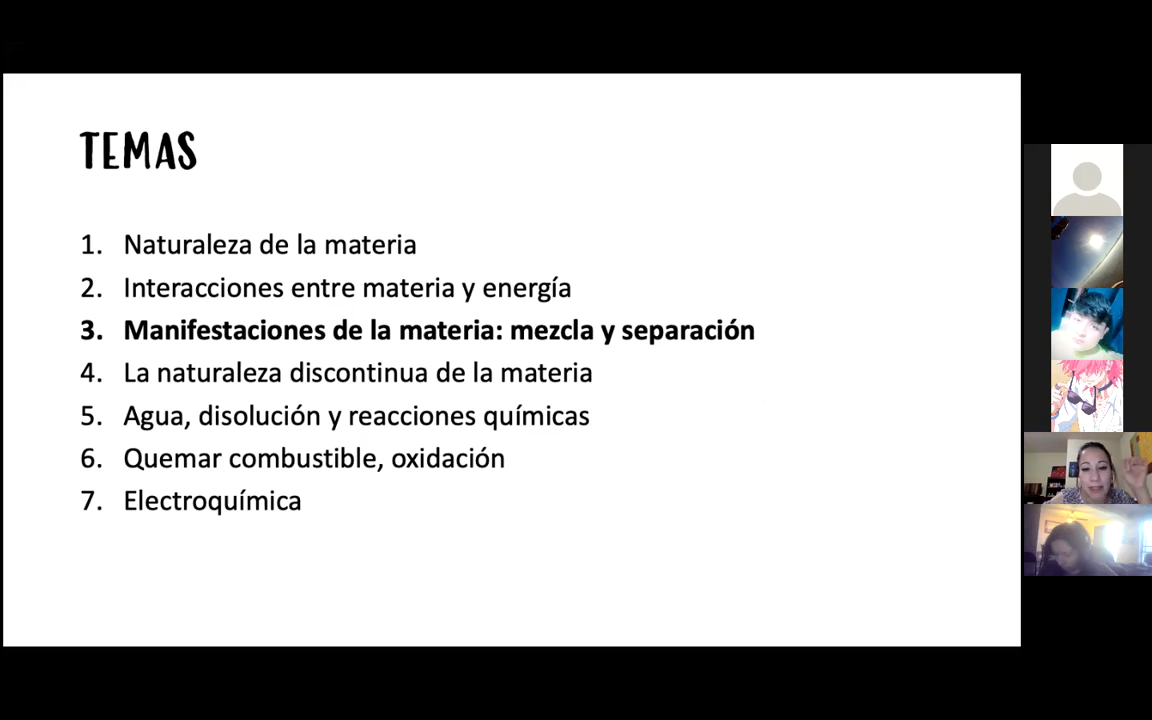 TEMAS
1. Naturaleza de la materia
2. Interacciones entre materia y energía
3. Manifestaciones de la materia: mezcla y separación
4. La naturaleza discontinua de la materia
5. Agua, disolución y reacciones químicas
6. Quemar combustible, oxidación
7. Electroquímica